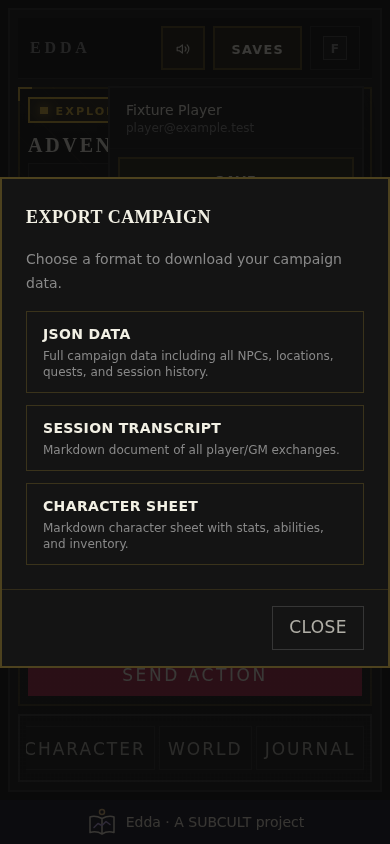 EDDA
SAVES
F
Fixture Player
player@example.test
EXPLO
ADVEN
EXPORT CAMPAIGN
Choose a format to download your campaign
data.
JSON DATA
Full campaign data including all NPCs, locations,
quests, and session history.
SESSION TRANSCRIPT
Markdown document of all player/GM exchanges.
CHARACTER SHEET
Markdown character sheet with stats, abilities,
and inventory.
CLOSE
SEND ACTION
CHARACTER
WORLD
JOURNAL
Edda · A SUBCULT project